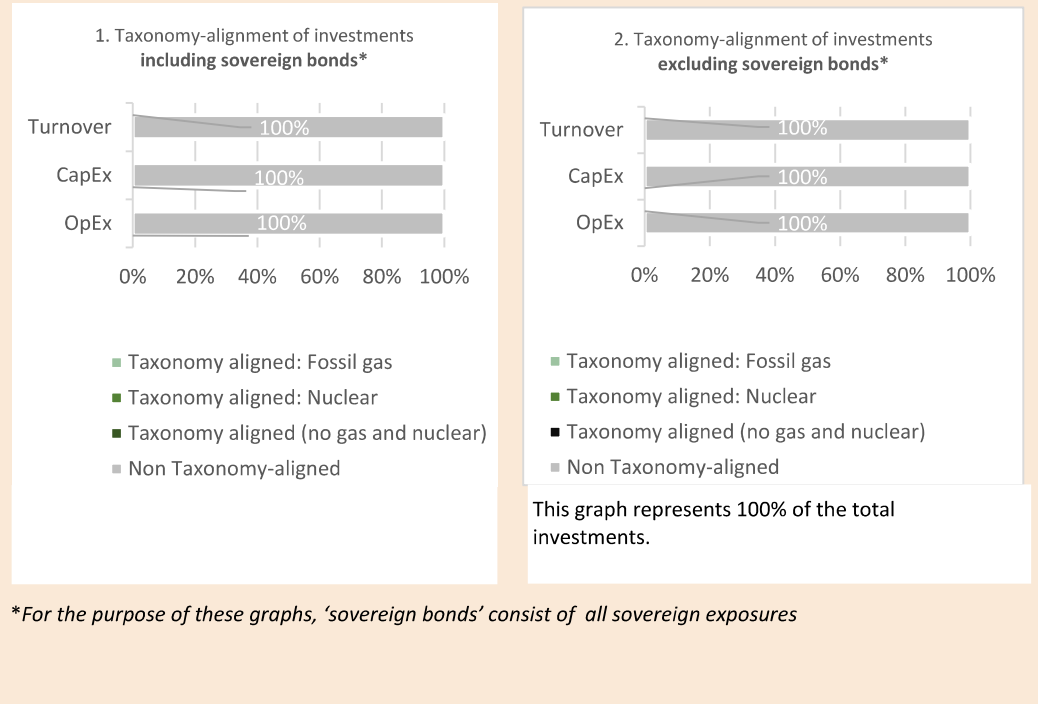 1. Taxonomy-alignment of investments
including sovereign bonds*
Turnover
100%
CapEx
100%
OpEx
100%
0% 20% 40% 60% 80% 100%
Taxonomy aligned: Fossil gas
Taxonomy aligned: Nuclear
Taxonomy aligned (no gas and nuclear)
Non Taxonomy-aligned
2. Taxonomy-alignment of investments
excluding sovereign bonds*
Turnover
100%
CapEx
100%
OpEx
100%
0% 20% 40% 60% 80% 100%
Taxonomy aligned: Fossil gas
Taxonomy aligned: Nuclear
Taxonomy aligned (no gas and nuclear)
Non Taxonomy-aligned
This graph represents 100% of the total
investments.
*For the purpose of these graphs, ‘sovereign bonds’ consist of all sovereign exposures